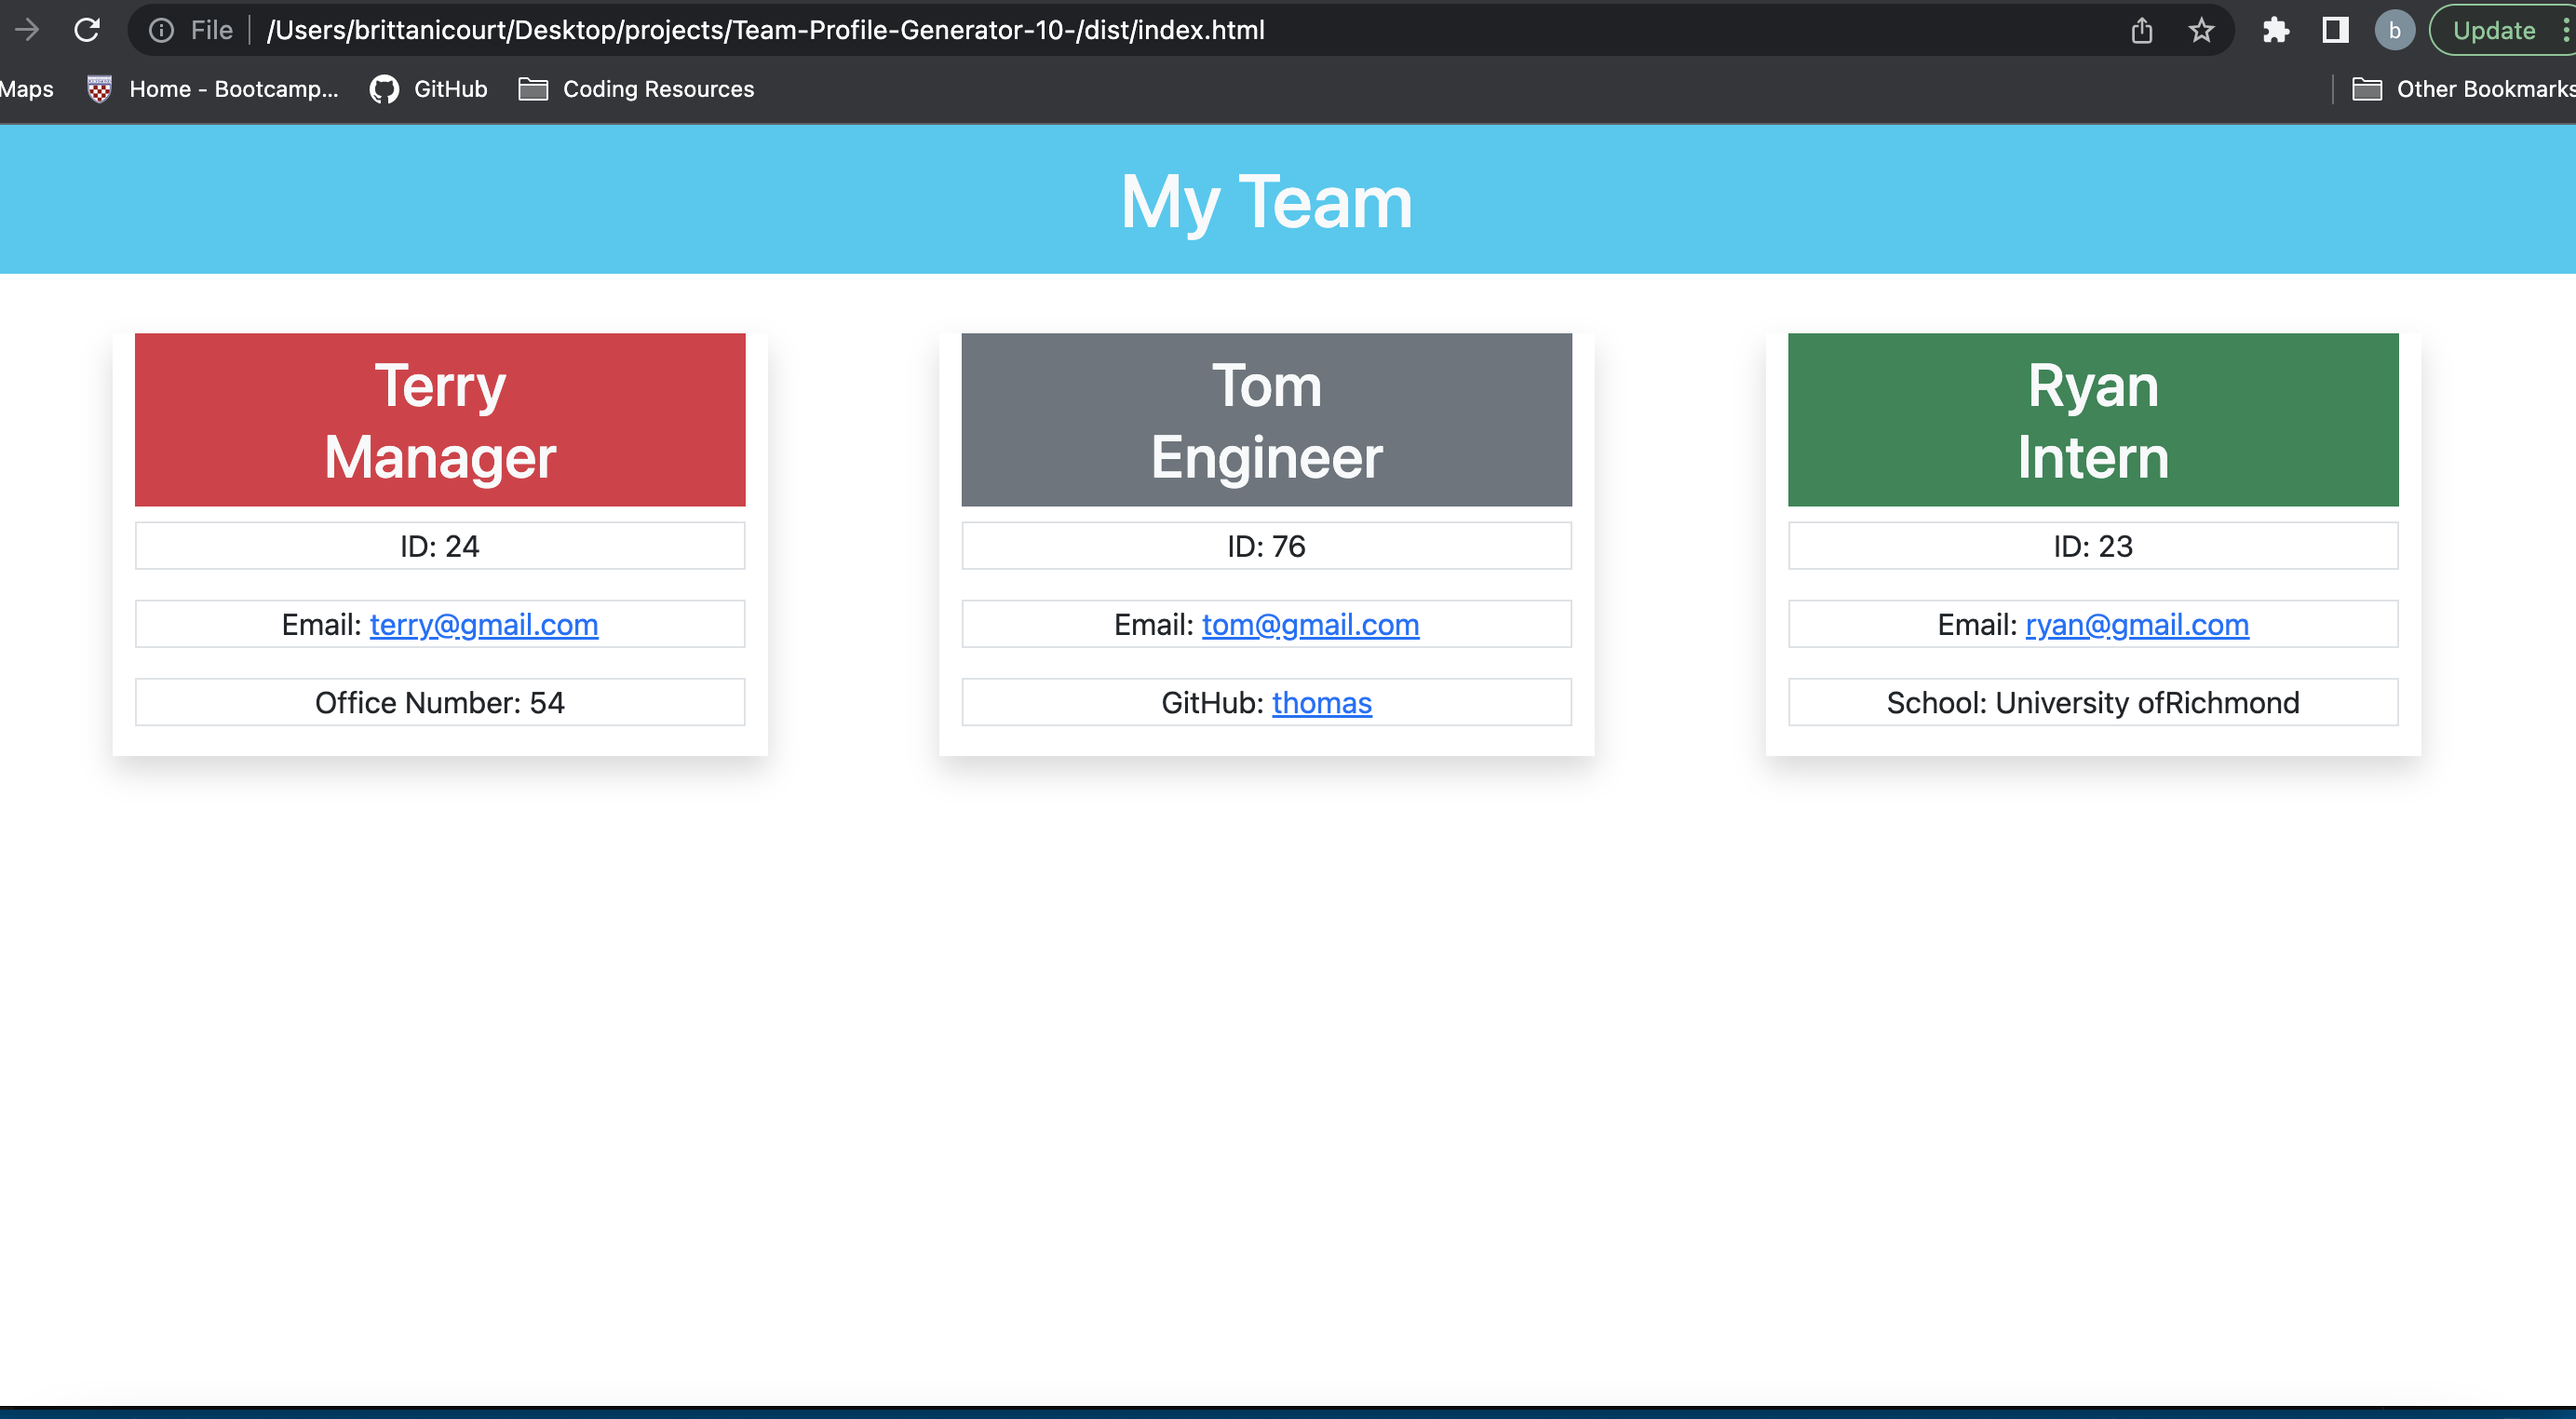 File /Users/brittanicourt/Desktop/projects/Team-Profile-Generator-10-/dist/index.html b Update
Maps Home - Bootcamp... GitHub Coding Resources Other Bookmarks
My Team
Terry
Manager
ID: 24
Email: terry@gmail.com
Office Number: 54
Tom
Engineer
ID: 76
Email: tom@gmail.com
GitHub: thomas
Ryan
Intern
ID: 23
Email: ryan@gmail.com
School: University ofRichmond